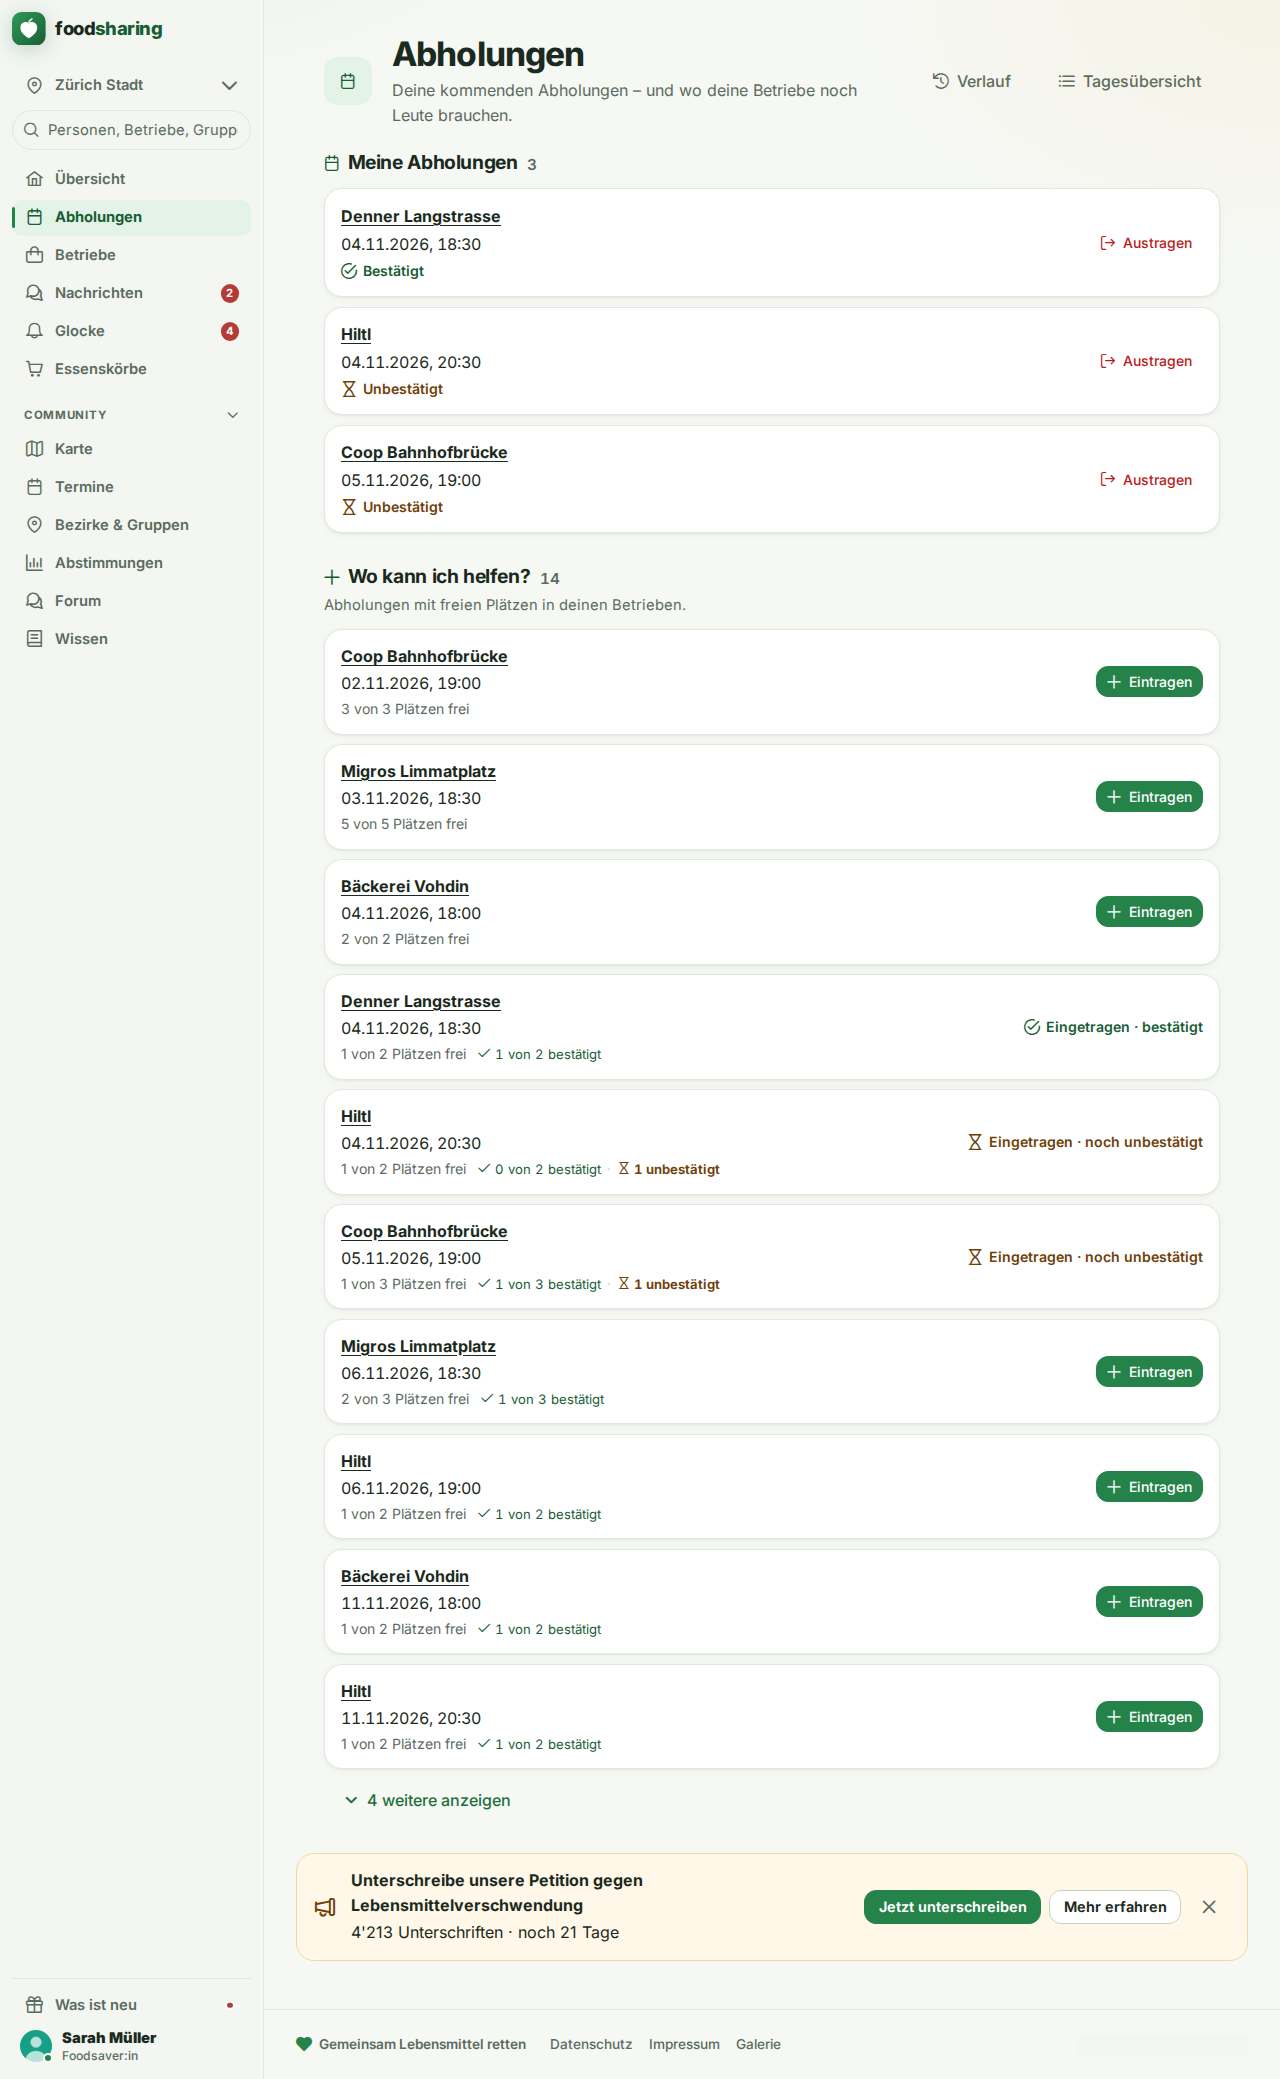 foodsharing
Zürich Stadt
Personen, Betriebe, Grupp
Übersicht
Abholungen
Betriebe
Nachrichten 2
Glocke 4
Essenskörbe
COMMUNITY
Karte
Termine
Bezirke & Gruppen
Abstimmungen
Forum
Wissen
Was ist neu
Sarah Müller
Foodsaver:in
Abholungen
Deine kommenden Abholungen – und wo deine Betriebe noch
Leute brauchen.
Verlauf
Tagesübersicht
Meine Abholungen 3
Denner Langstrasse
04.11.2026, 18:30
Bestätigt
Austragen
Hiltl
04.11.2026, 20:30
Unbestätigt
Austragen
Coop Bahnhofbrücke
05.11.2026, 19:00
Unbestätigt
Austragen
Wo kann ich helfen? 14
Abholungen mit freien Plätzen in deinen Betrieben.
Coop Bahnhofbrücke
02.11.2026, 19:00
3 von 3 Plätzen frei
Eintragen
Migros Limmatplatz
03.11.2026, 18:30
5 von 5 Plätzen frei
Eintragen
Bäckerei Vohdin
04.11.2026, 18:00
2 von 2 Plätzen frei
Eintragen
Denner Langstrasse
04.11.2026, 18:30
1 von 2 Plätzen frei 1 von 2 bestätigt
Eingetragen · bestätigt
Hiltl
04.11.2026, 20:30
1 von 2 Plätzen frei 0 von 2 bestätigt · 1 unbestätigt
Eingetragen · noch unbestätigt
Coop Bahnhofbrücke
05.11.2026, 19:00
1 von 3 Plätzen frei 1 von 3 bestätigt · 1 unbestätigt
Eingetragen · noch unbestätigt
Migros Limmatplatz
06.11.2026, 18:30
2 von 3 Plätzen frei 1 von 3 bestätigt
Eintragen
Hiltl
06.11.2026, 19:00
1 von 2 Plätzen frei 1 von 2 bestätigt
Eintragen
Bäckerei Vohdin
11.11.2026, 18:00
1 von 2 Plätzen frei 1 von 2 bestätigt
Eintragen
Hiltl
11.11.2026, 20:30
1 von 2 Plätzen frei 1 von 2 bestätigt
Eintragen
4 weitere anzeigen
Unterschreibe unsere Petition gegen
Lebensmittelverschwendung
4'213 Unterschriften · noch 21 Tage
Jetzt unterschreiben
Mehr erfahren
Gemeinsam Lebensmittel retten Datenschutz Impressum Galerie